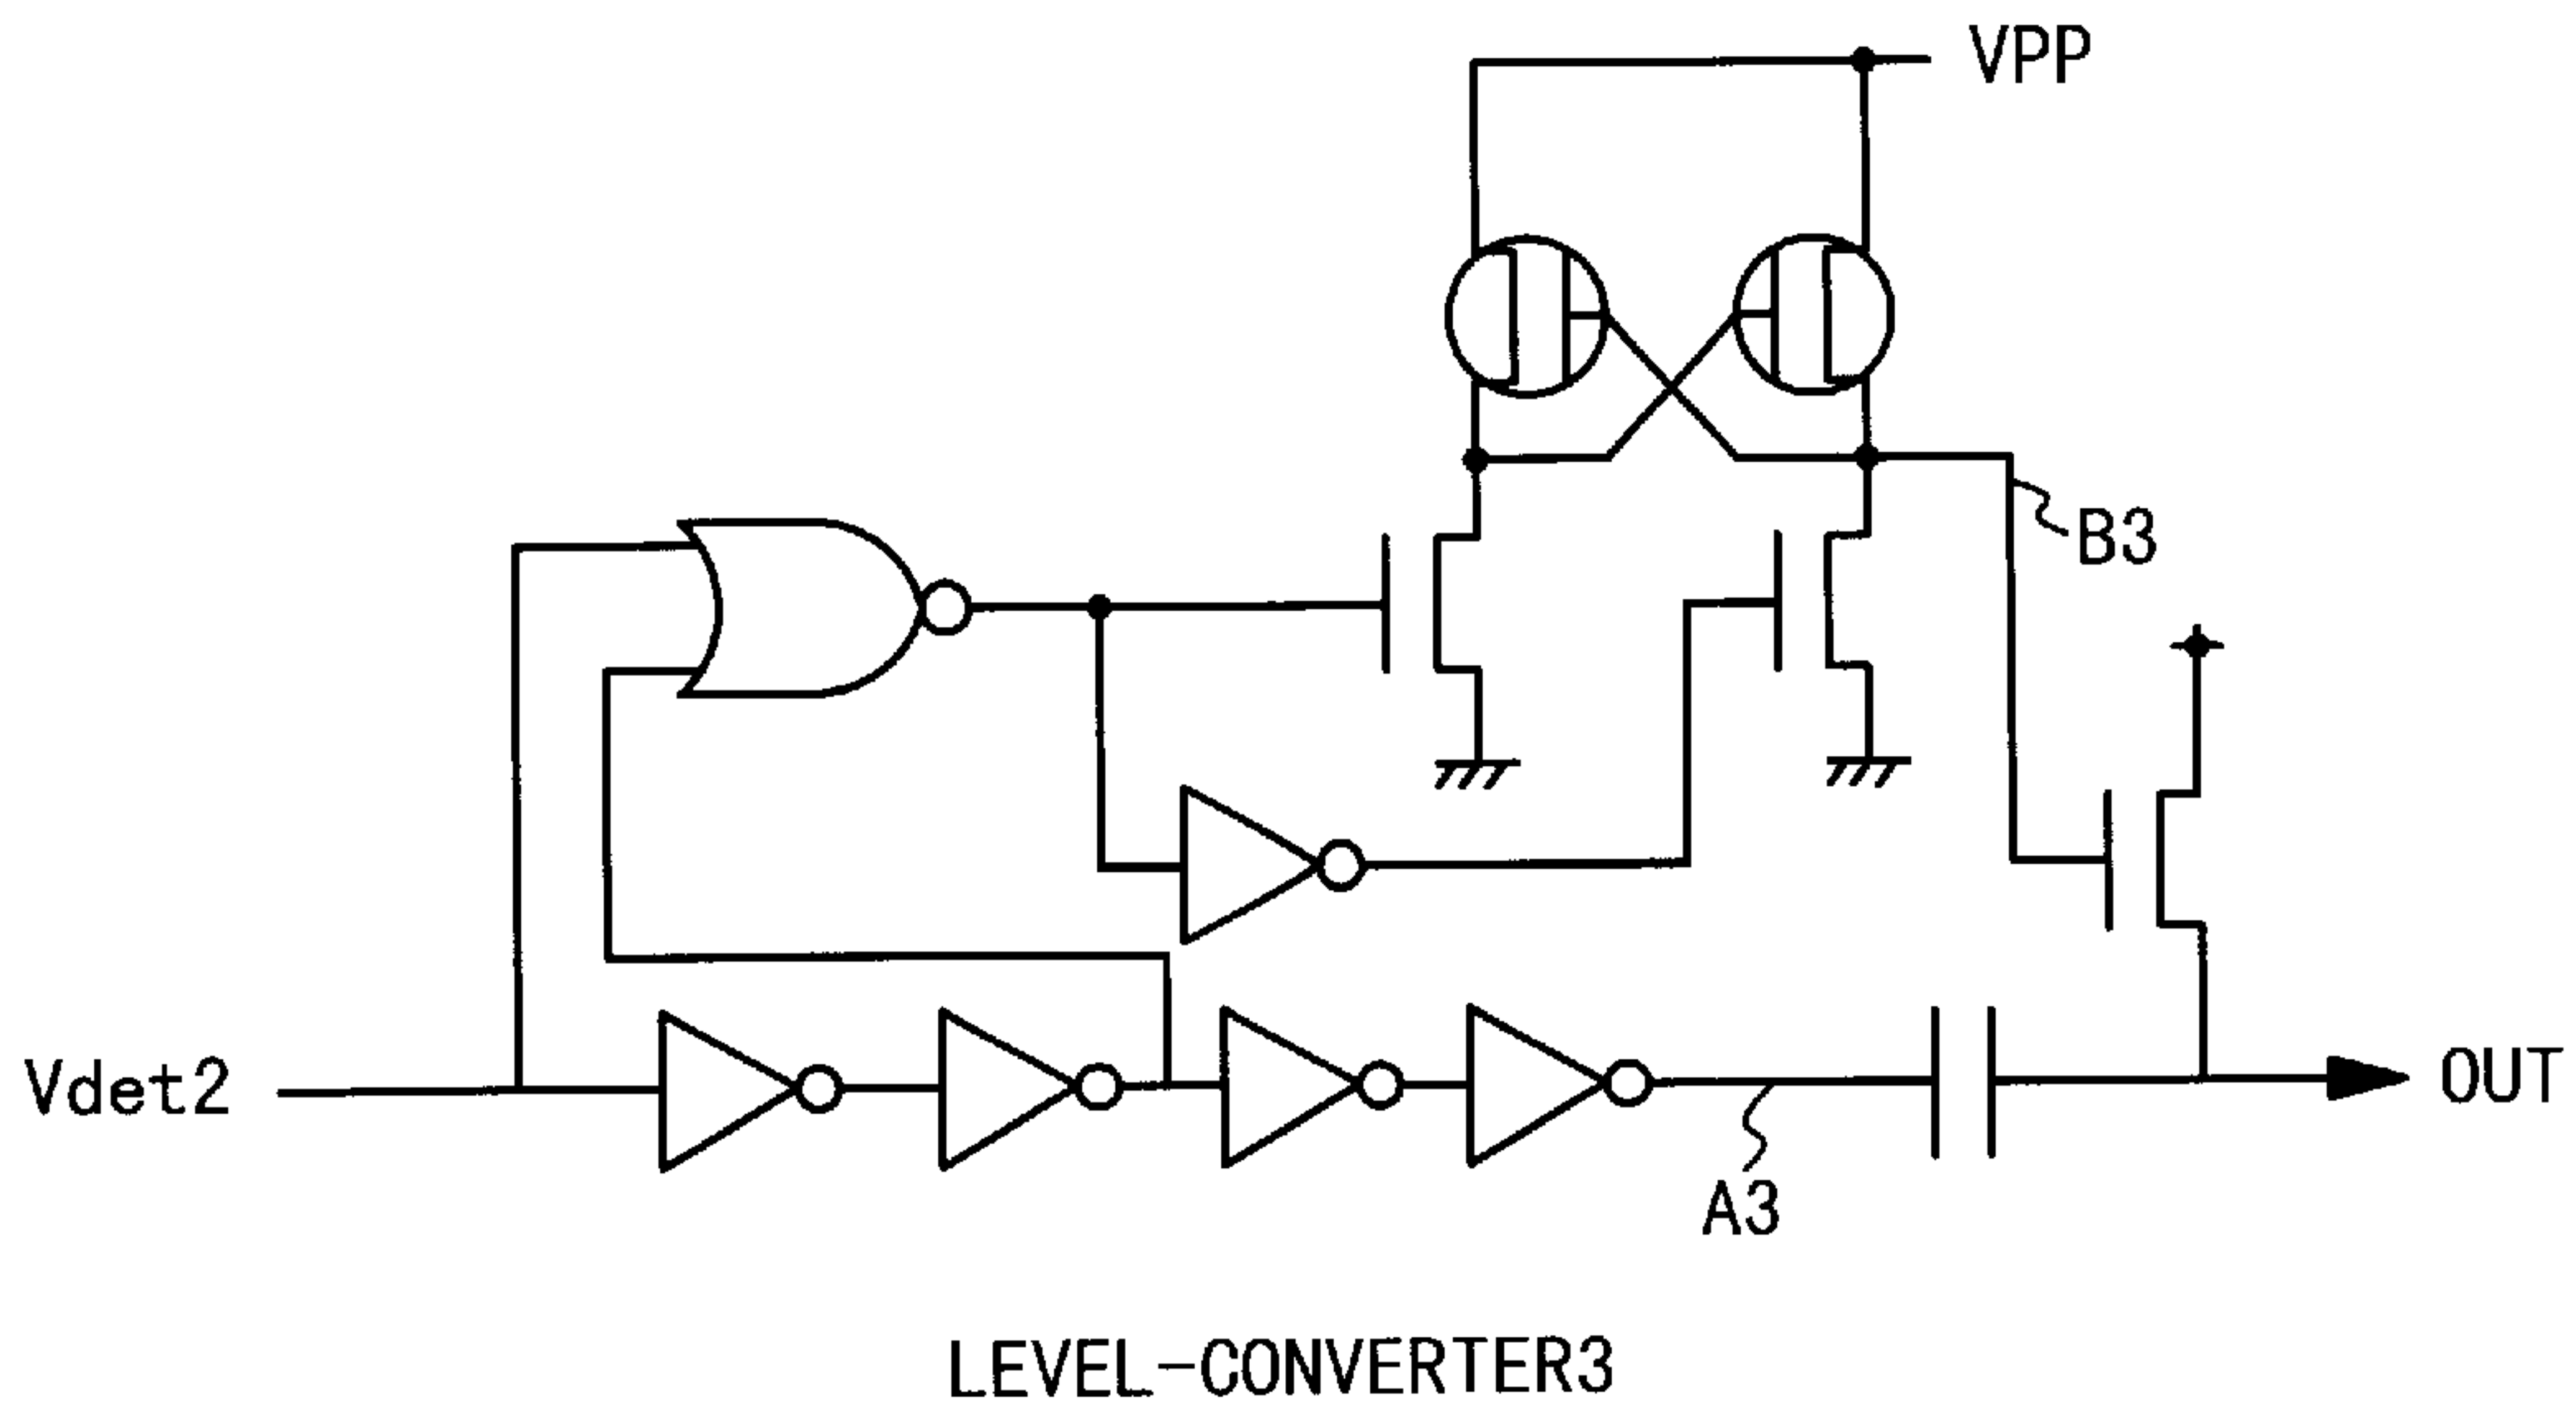 VPP
B3
Vdet2
OUT
A3
LEVEL-CONVERTER3